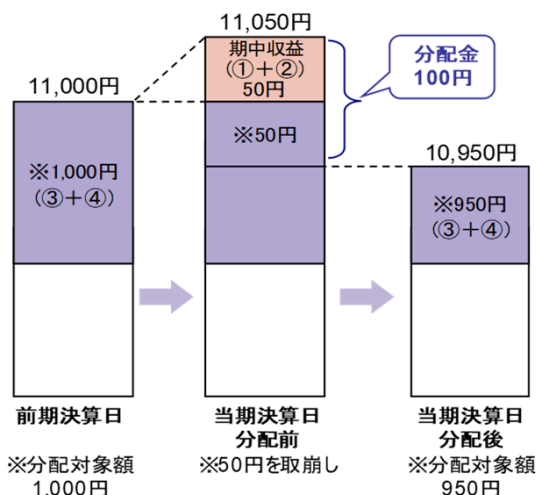 11,050円
期中収益
(①+②)
50円
分配金
100円
11,000円
※50円
※1,000円
(③+④)
10,950円
※950円
(③+④)
前期決算日
※分配対象額
1,000円
当期決算日
分配前
※50円を取崩し
当期決算日
分配後
※分配対象額
950円